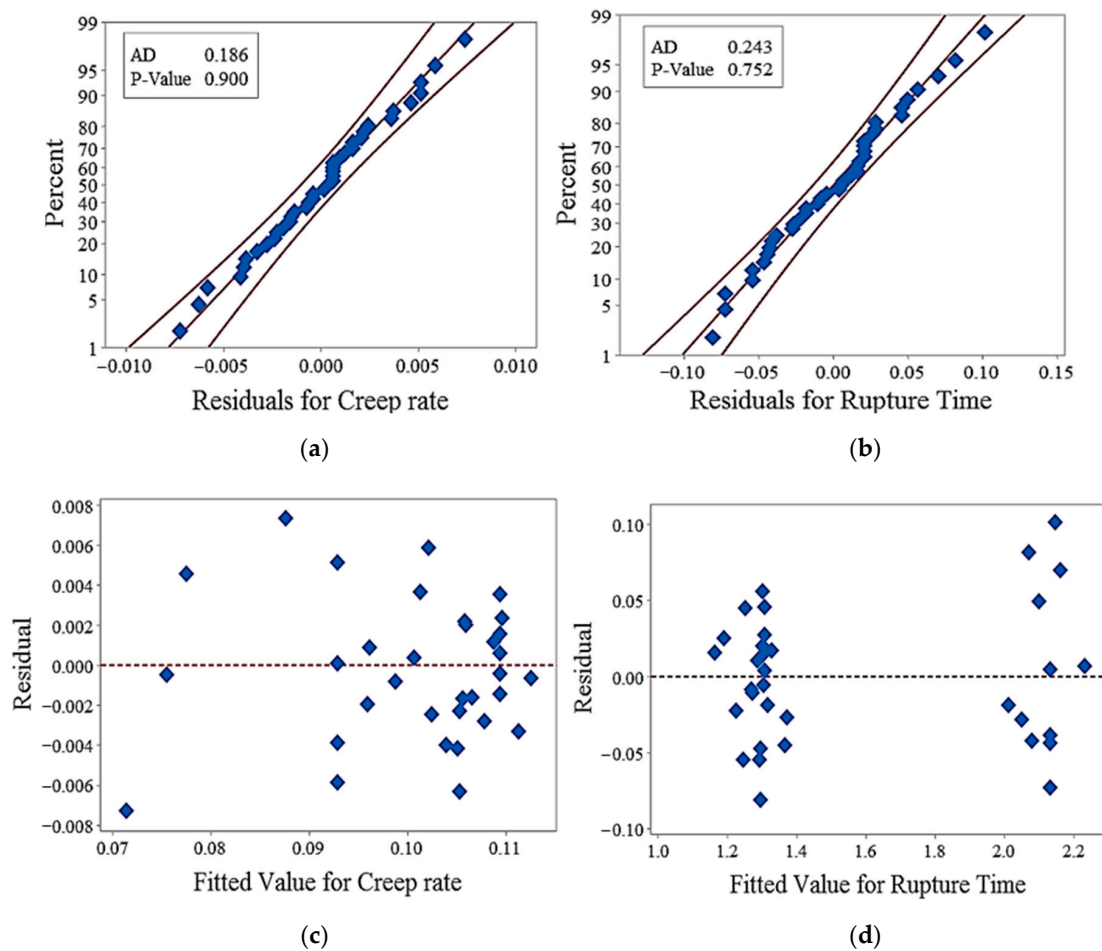 99
95
90
80
70
60
50
40
30
20
10
5
1
Percent
AD 0.186
P-Value 0.900
−0.010 −0.005 0.000 0.005 0.010
Residuals for Creep rate
(a)
99
95
90
80
70
60
50
40
30
20
10
5
1
Percent
AD 0.243
P-Value 0.752
−0.10 −0.05 0.00 0.05 0.10 0.15
Residuals for Rupture Time
(b)
0.008
0.006
0.004
0.002
0.000
−0.002
−0.004
−0.006
−0.008
Residual
0.07 0.08 0.09 0.10 0.11
Fitted Value for Creep rate
(c)
0.10
0.05
0.00
−0.05
−0.10
Residual
1.0 1.2 1.4 1.6 1.8 2.0 2.2
Fitted Value for Rupture Time
(d)